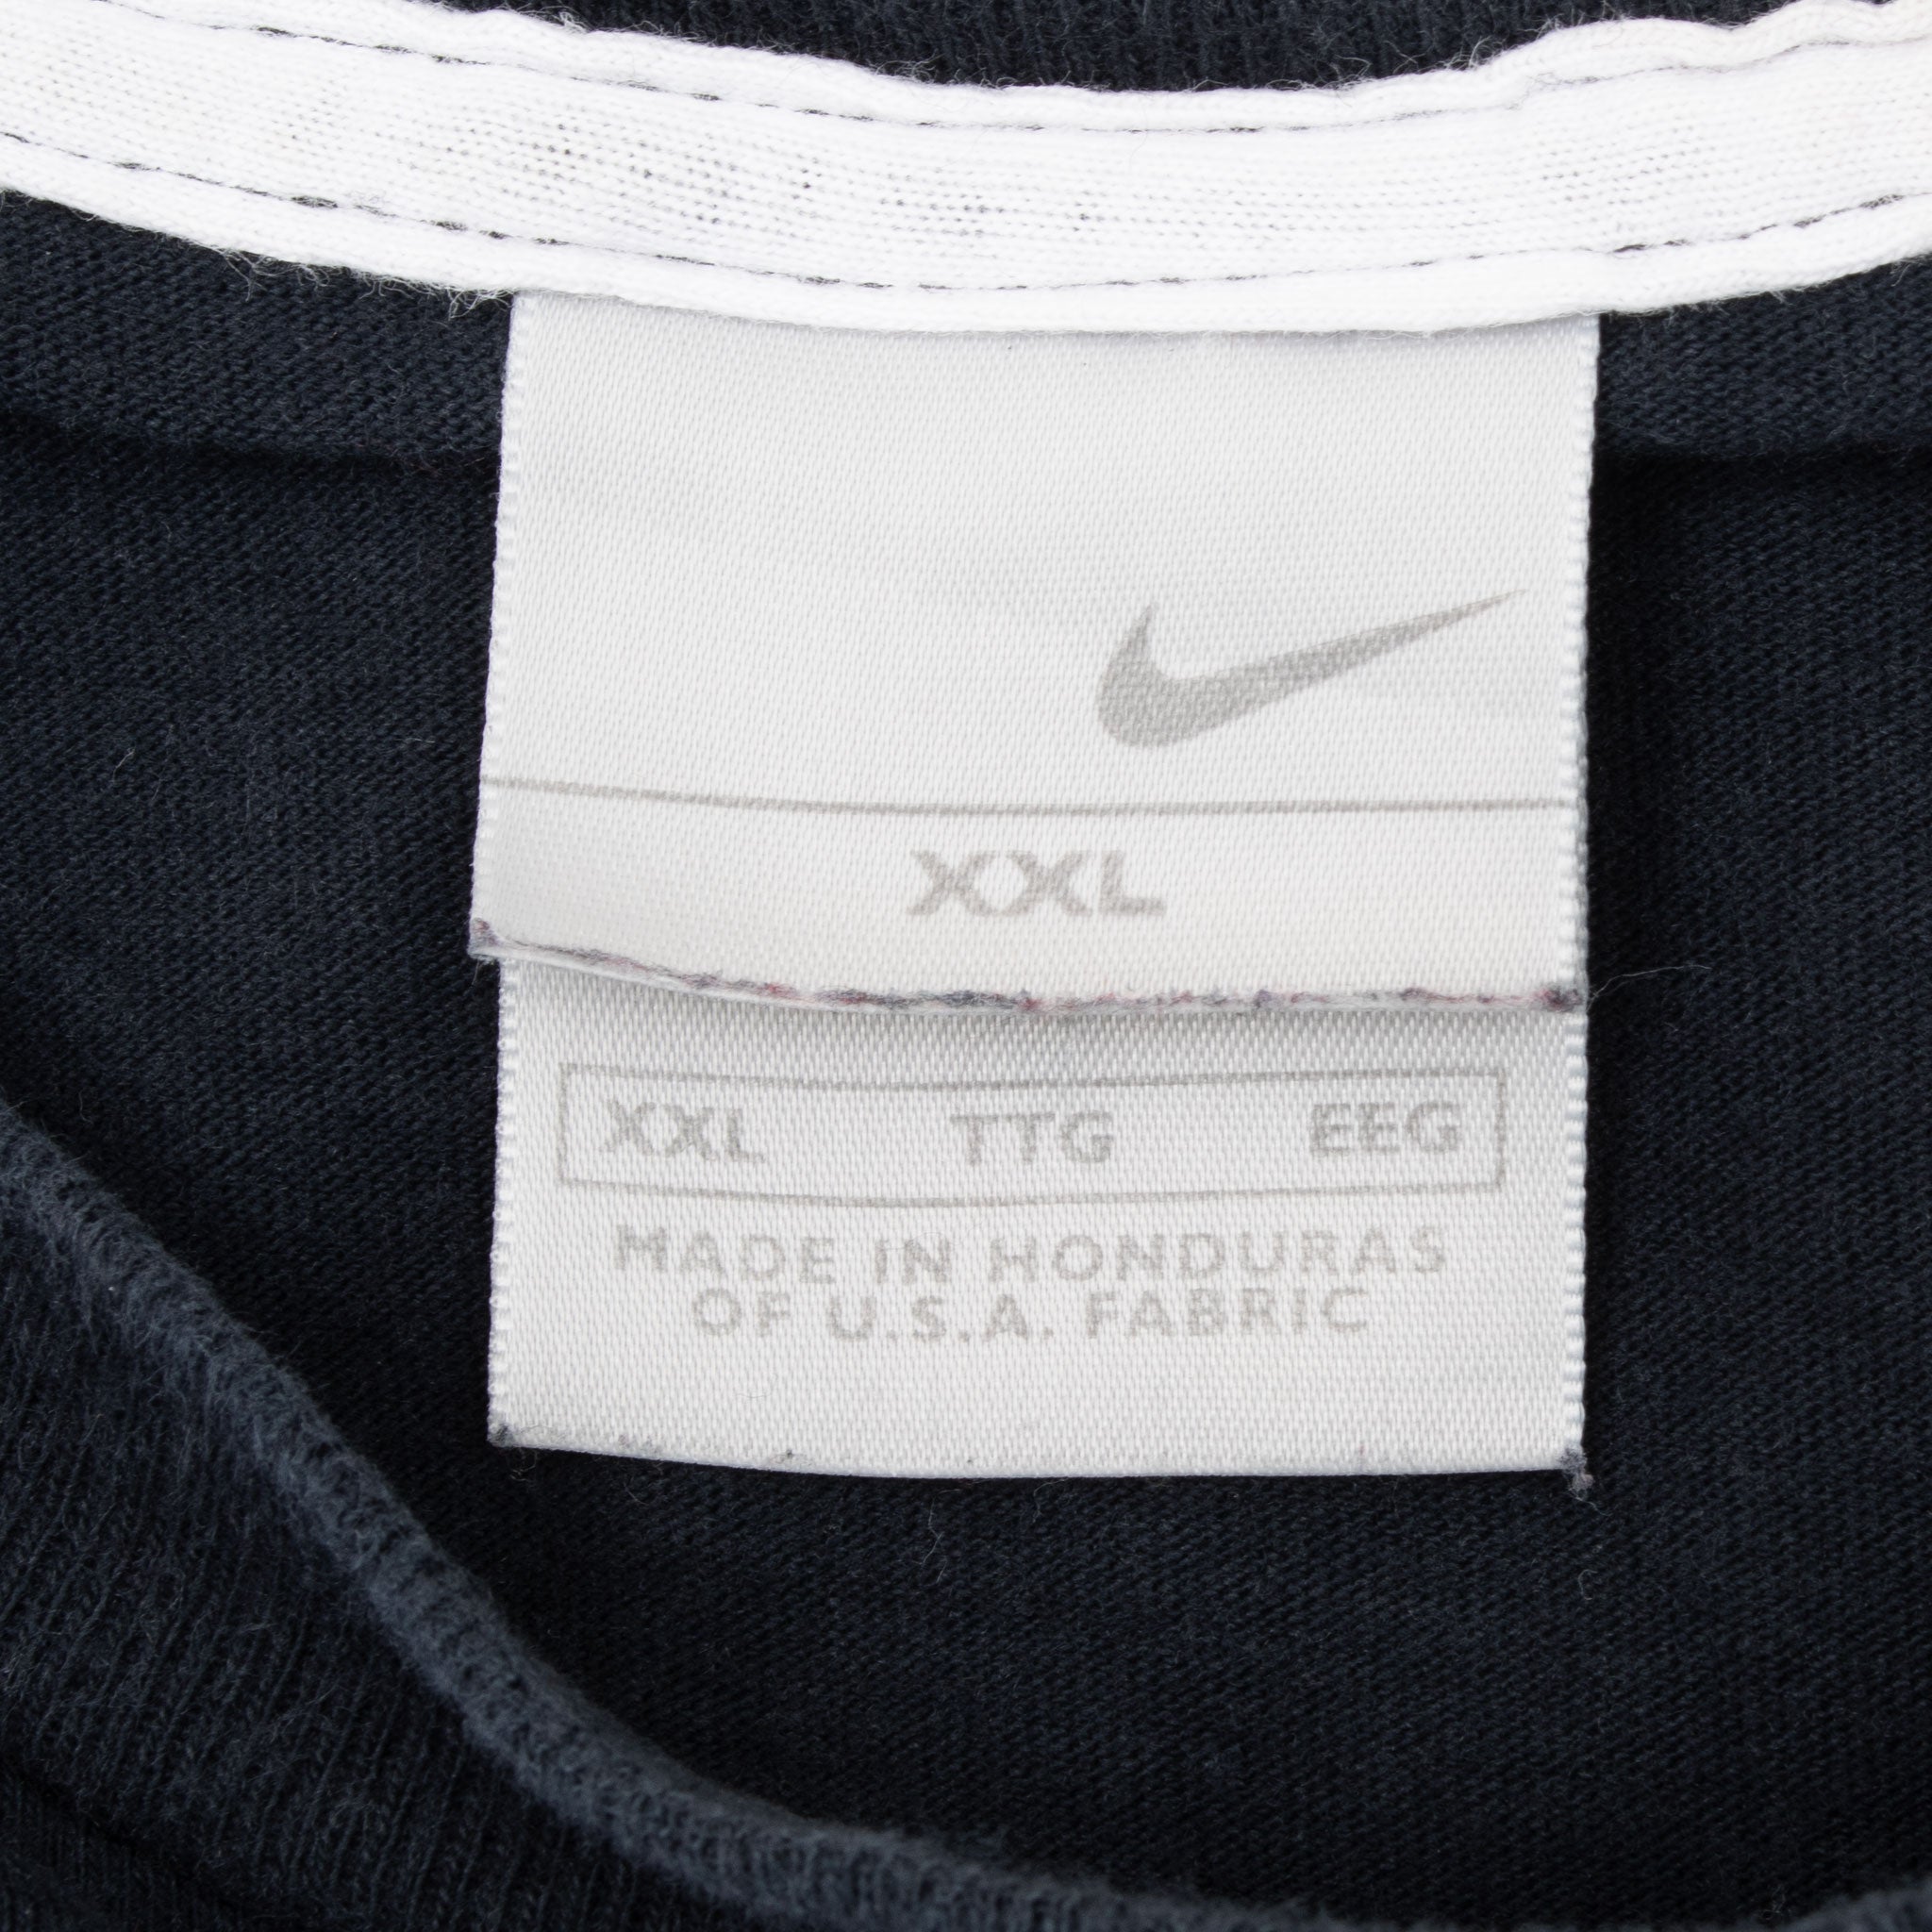 XXL
XXL TTG EEG
MADE IN HONDURAS
OF U.S.A. FABRIC